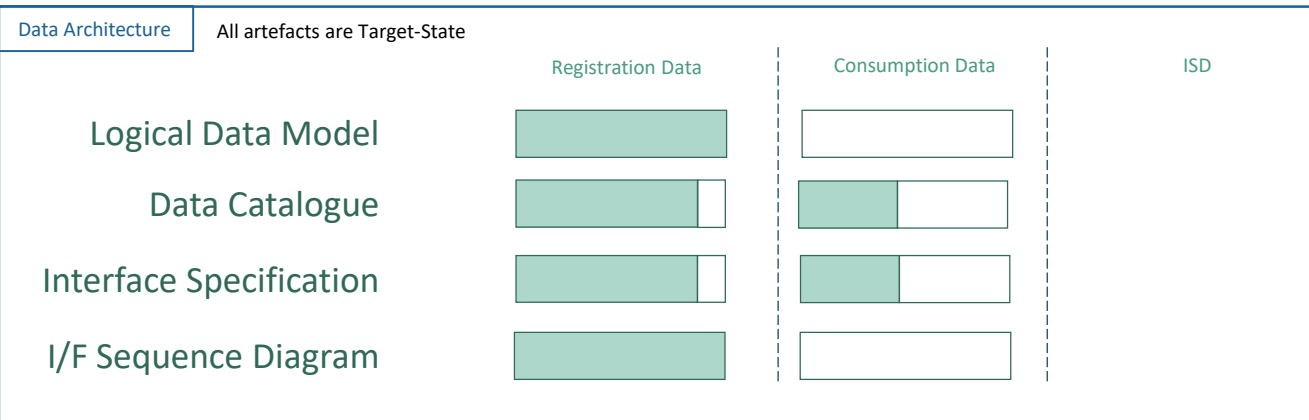 Data Architecture
All artefacts are Target-State
Registration Data
Consumption Data
ISD
Logical Data Model
Data Catalogue
Interface Specification
I/F Sequence Diagram